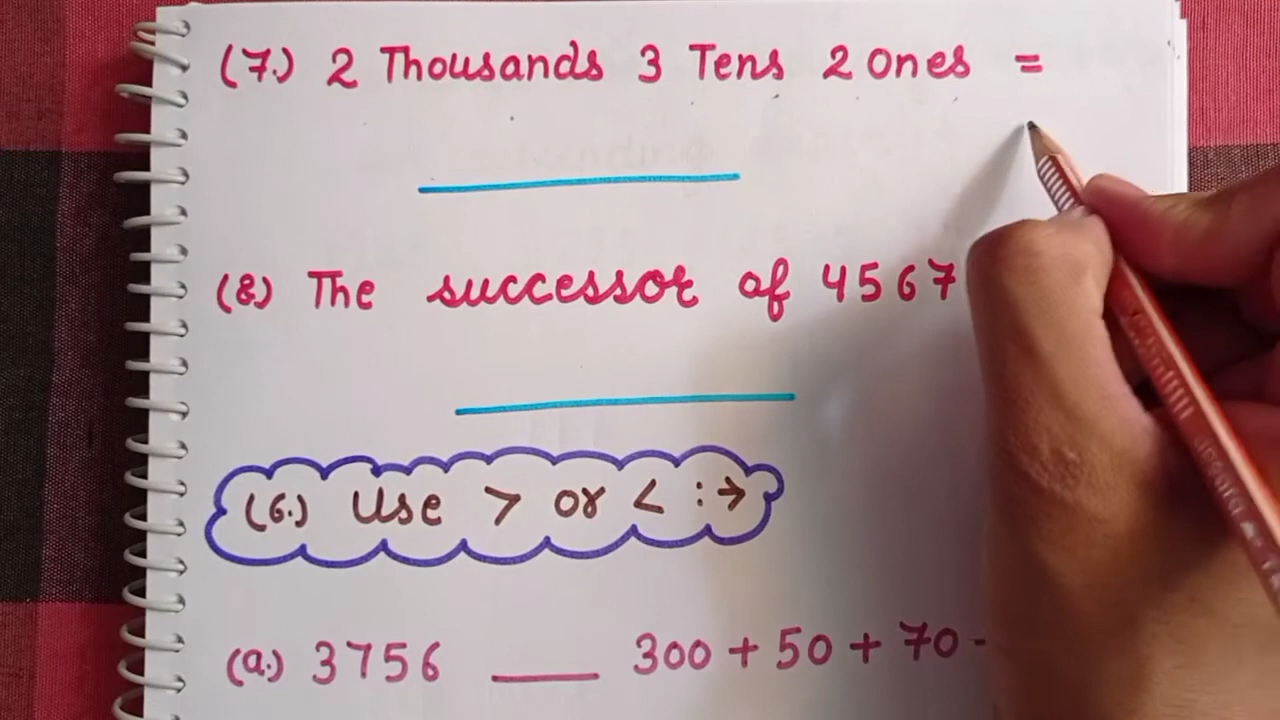 (7.) 2 Thousands 3 Tens 2 Ones =
(8.) The successor of 4567
(6.) Use > or < :→
(a.) 3756 ____ 300 + 50 + 70 -